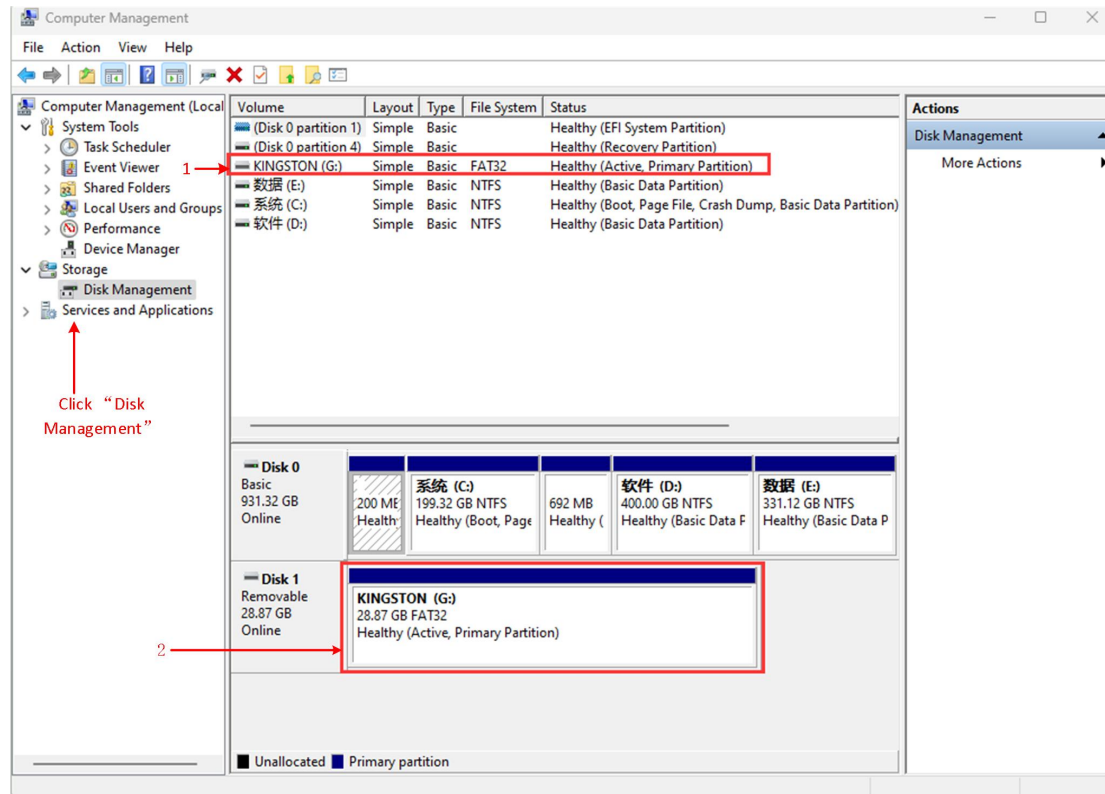 Computer Management
File Action View Help
Computer Management (Local
System Tools
Task Scheduler
Event Viewer
Shared Folders
Local Users and Groups
Performance
Device Manager
Storage
Disk Management
Services and Applications
Click “Disk
Management”
Volume Layout Type File System Status
(Disk 0 partition 1) Simple Basic Healthy (EFI System Partition)
(Disk 0 partition 4) Simple Basic Healthy (Recovery Partition)
1
KINGSTON (G:) Simple Basic FAT32 Healthy (Active, Primary Partition)
数据 (E:) Simple Basic NTFS Healthy (Basic Data Partition)
系统 (C:) Simple Basic NTFS Healthy (Boot, Page File, Crash Dump, Basic Data Partition)
软件 (D:) Simple Basic NTFS Healthy (Basic Data Partition)
Disk 0
Basic
931.32 GB
Online
200 ME
Health
系统 (C:)
199.32 GB NTFS
Healthy (Boot, Page
692 MB
Healthy (
软件 (D:)
400.00 GB NTFS
Healthy (Basic Data P
数据 (E:)
331.12 GB NTFS
Healthy (Basic Data P
Disk 1
Removable
28.87 GB
Online
2
KINGSTON (G:)
28.87 GB FAT32
Healthy (Active, Primary Partition)
Unallocated Primary partition
Actions
Disk Management
More Actions